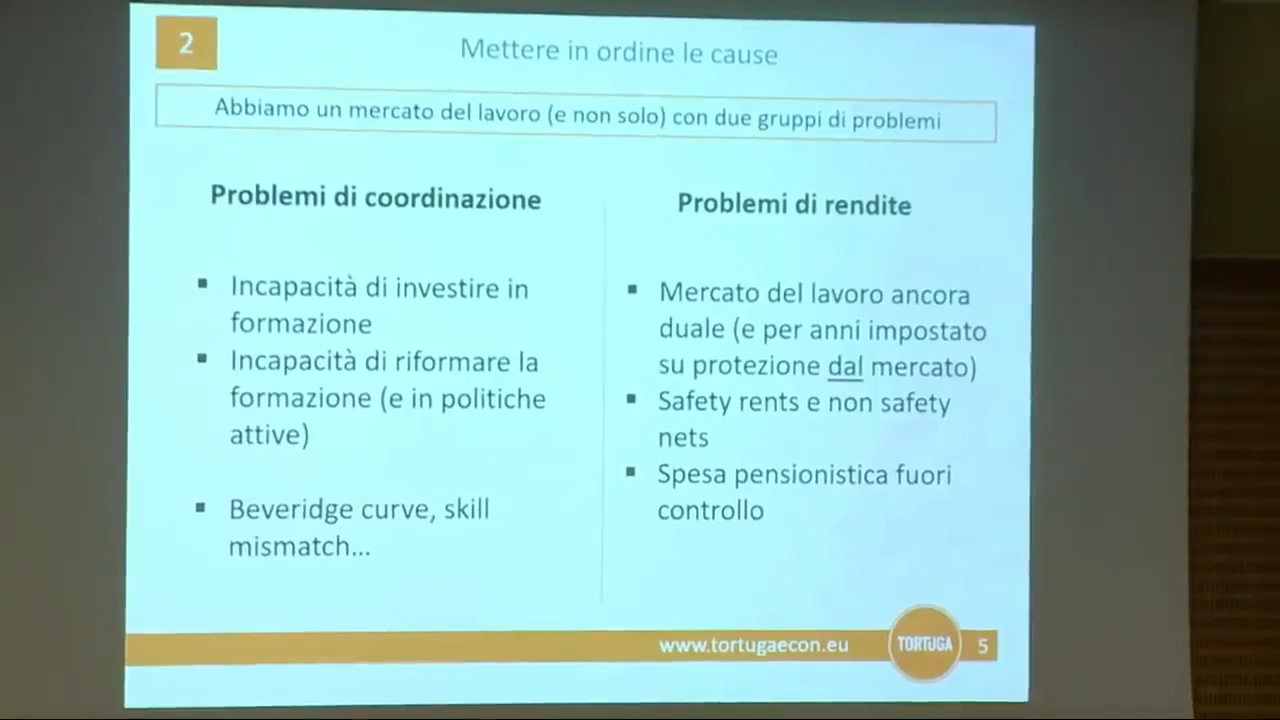 2
Mettere in ordine le cause
Abbiamo un mercato del lavoro (e non solo) con due gruppi di problemi
Problemi di coordinazione
Incapacità di investire in
formazione
Incapacità di riformare la
formazione (e in politiche
attive)
Beveridge curve, skill
mismatch...
Problemi di rendite
Mercato del lavoro ancora
duale (e per anni impostato
su protezione dal mercato)
Safety rents e non safety
nets
Spesa pensionistica fuori
controllo
www.tortugaecon.eu
TORTUGA
5